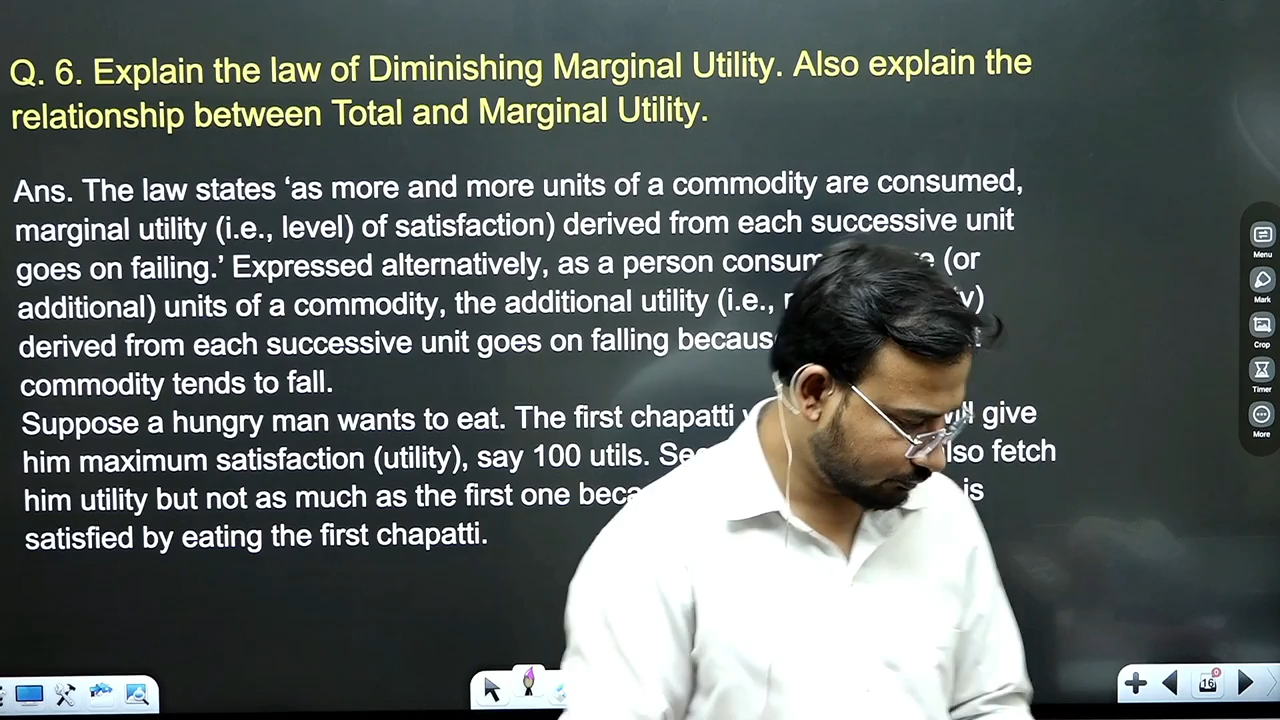 Q. 6. Explain the law of Diminishing Marginal Utility. Also explain the
relationship between Total and Marginal Utility.
Ans. The law states ‘as more and more units of a commodity are consumed,
marginal utility (i.e., level) of satisfaction) derived from each successive unit
goes on failing.’ Expressed alternatively, as a person (or
additional) units of a commodity, the additional utility (i.e.,
derived from each successive unit goes on falling
commodity tends to fall.
Suppose a hungry man wants to eat. The first chapatti will give
him maximum satisfaction (utility), say 100 utils. fetch
him utility but not as much as the first one is
satisfied by eating the first chapatti.
Menu
Mark
Crop
Timer
More
16